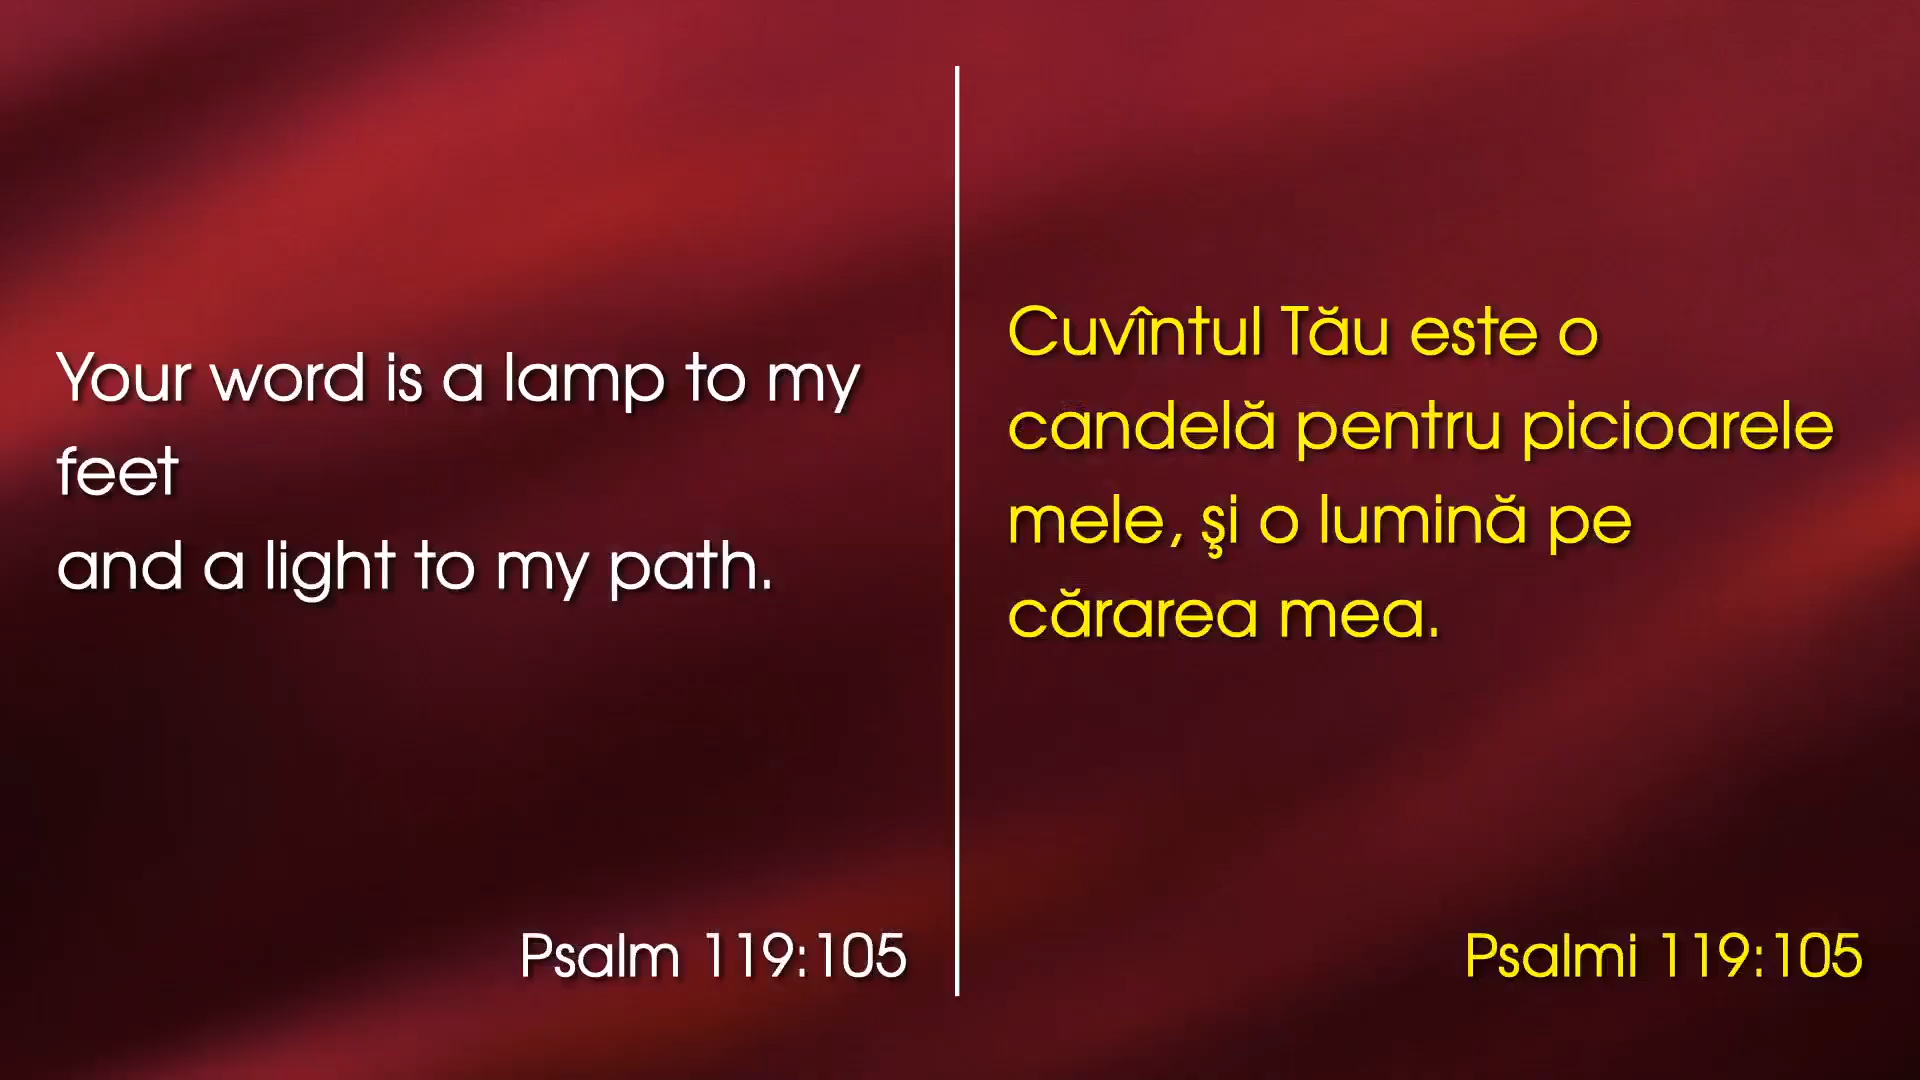 Your word is a lamp to my
feet
and a light to my path.
Psalm 119:105
Cuvîntul Tău este o
candelă pentru picioarele
mele, şi o lumină pe
cărarea mea.
Psalmi 119:105